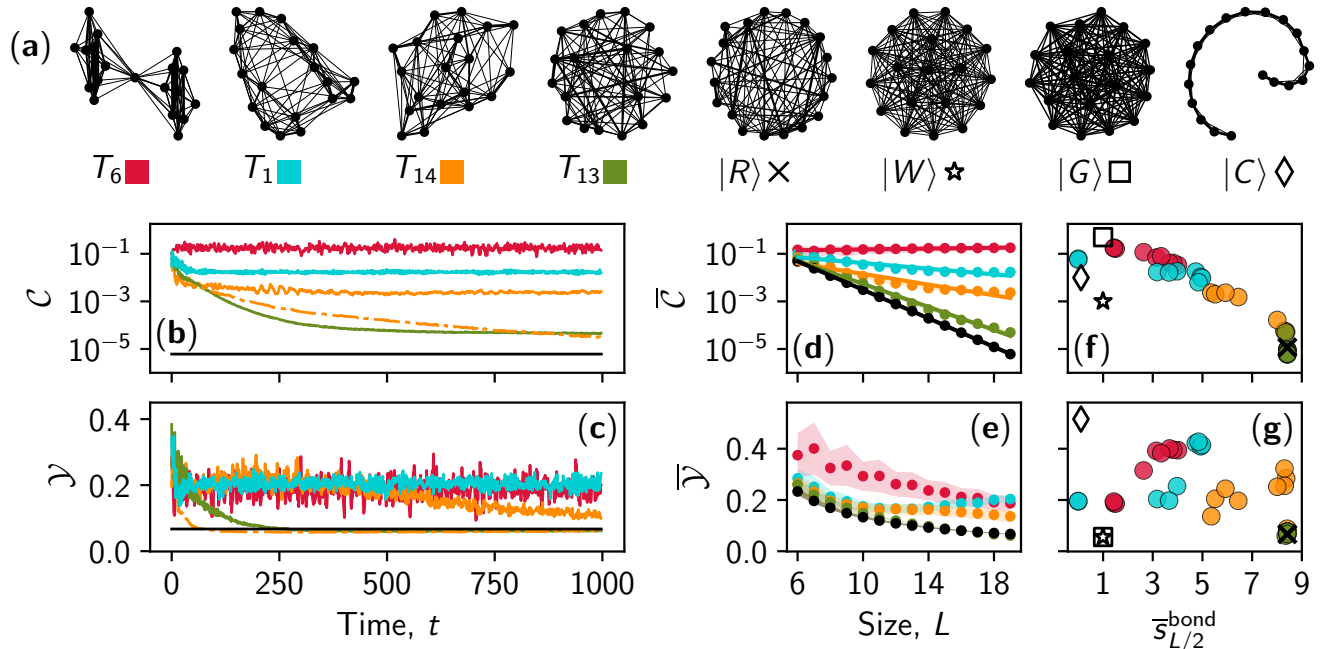 (a)
T6 T1 T14 T13 |R⟩ |W⟩ |G⟩ |C⟩
C
10⁻¹
10⁻³
10⁻⁵
(b)
C̅
10⁻¹
10⁻³
10⁻⁵
(d)
(f)
Y
0.4
0.2
0.0
(c)
0 250 500 750 1000
Time, t
Y̅
0.4
0.2
0.0
(e)
6 10 14 18
Size, L
(g)
1 3 5 7 9
s̅ bond L/2